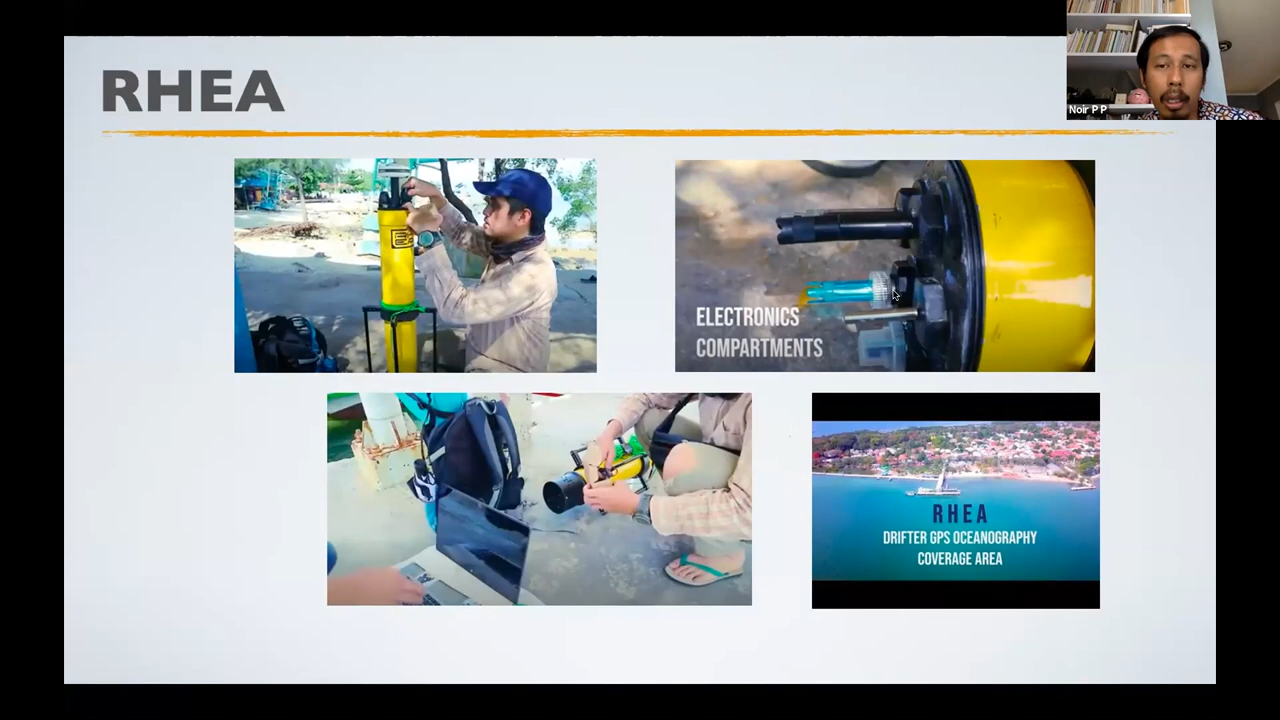 RHEA
Noir P P
ELECTRONICS
COMPARTMENTS
RHEA
DRIFTER GPS OCEANOGRAPHY
COVERAGE AREA